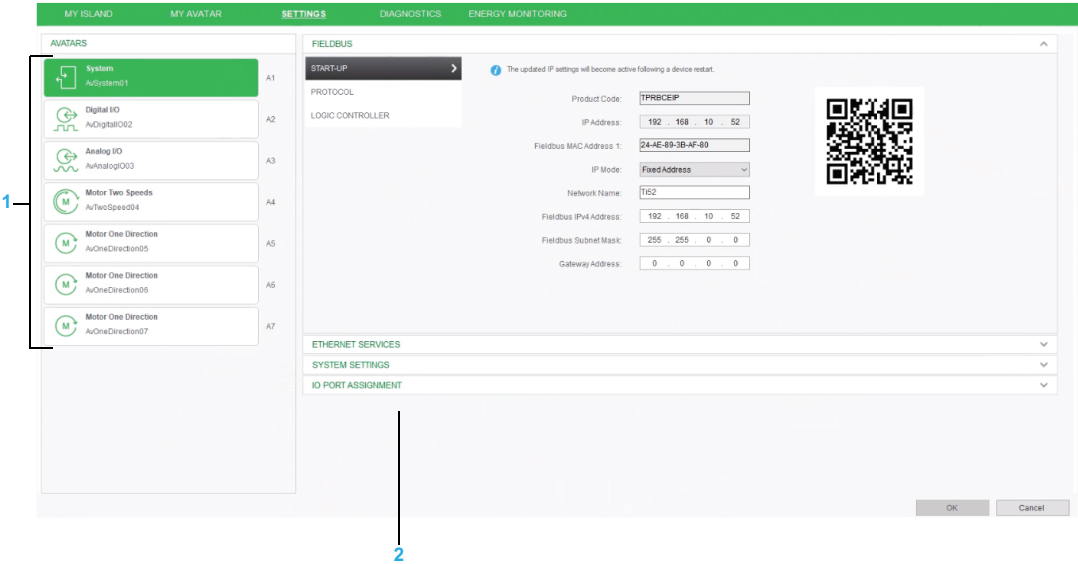 MY ISLAND MY AVATAR SETTINGS DIAGNOSTICS ENERGY MONITORING
AVATARS
System
AvSystem01
A1
Digital I/O
AvDigitalIO02
A2
Analog I/O
AvAnalogIO03
A3
Motor Two Speeds
AvTwoSpeed04
A4
Motor One Direction
AvOneDirection05
A5
Motor One Direction
AvOneDirection06
A6
Motor One Direction
AvOneDirection07
A7
1
FIELDBUS
START-UP
PROTOCOL
LOGIC CONTROLLER
The updated IP settings will become active following a device restart.
Product Code: TPRBCEIP
IP Address: 192 . 168 . 10 . 52
Fieldbus MAC Address 1: 24-AE-89-3B-AF-80
IP Mode: Fixed Address
Network Name: TI52
Fieldbus IPv4 Address: 192 . 168 . 10 . 52
Fieldbus Subnet Mask: 255 . 255 . 0 . 0
Gateway Address: 0 . 0 . 0 . 0
ETHERNET SERVICES
SYSTEM SETTINGS
IO PORT ASSIGNMENT
OK Cancel
2